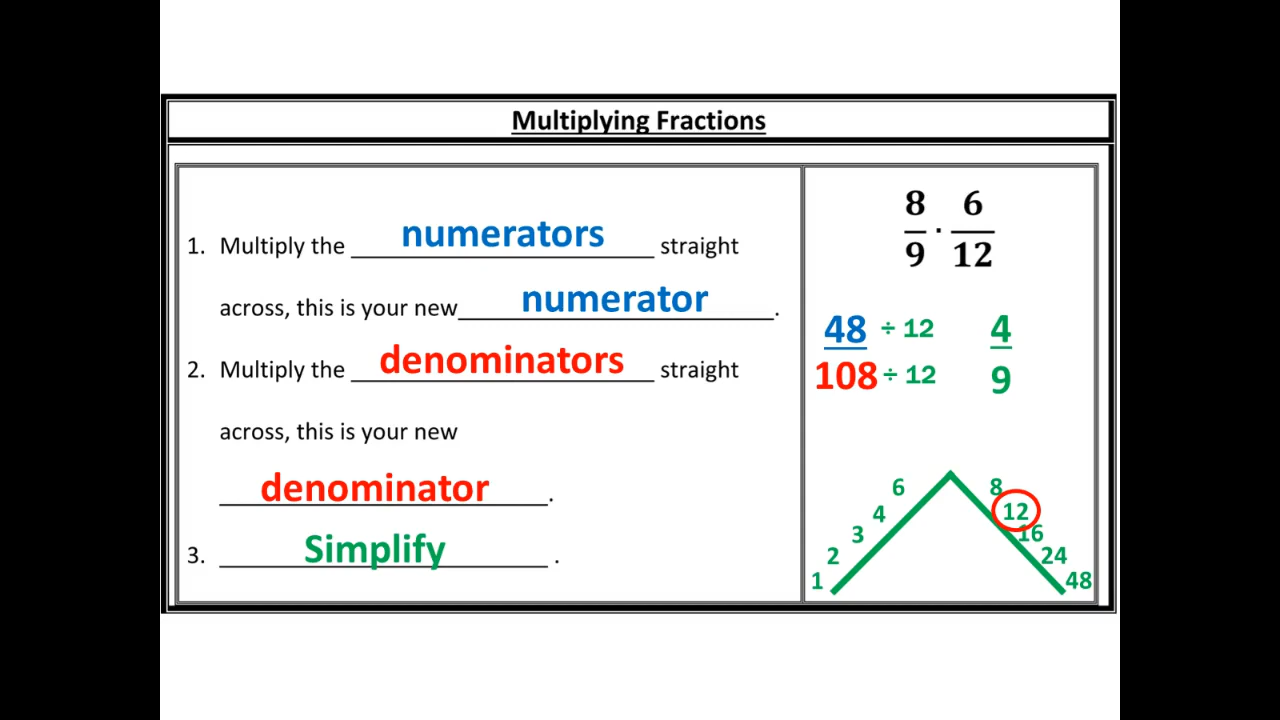 Multiplying Fractions
1. Multiply the numerators straight
across, this is your new numerator.
2. Multiply the denominators straight
across, this is your new
denominator.
3. Simplify.
8 6
9 · 12
48 ÷ 12 4
108 ÷ 12 9
6 8
4 12
3 16
2 24
1 48